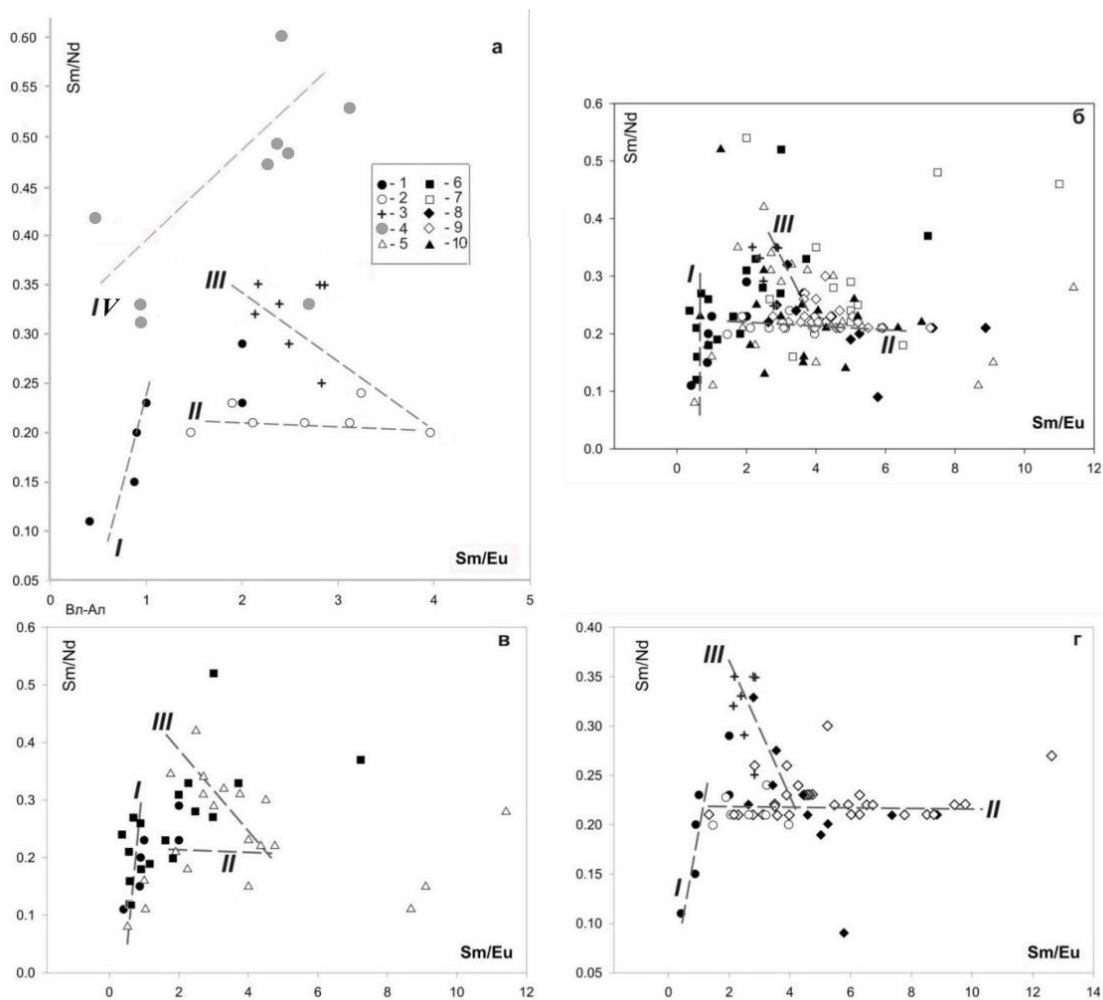 а
Sm/Nd
0.60
0.55
0.50
0.45
0.40
0.35
0.30
0.25
0.20
0.15
0.10
0.05
- 1 - 6
- 2 - 7
- 3 - 8
- 4 - 9
- 5 - 10
III
IV
II
I
Sm/Eu
0 1 2 3 4 5
Вл-Ал
б
Sm/Nd
0.6
0.5
0.4
0.3
0.2
0.1
0.0
III
I
II
Sm/Eu
0 2 4 6 8 10 12
в
Sm/Nd
0.6
0.5
0.4
0.3
0.2
0.1
0.0
III
I
II
Sm/Eu
0 2 4 6 8 10 12
г
Sm/Nd
0.40
0.35
0.30
0.25
0.20
0.15
0.10
0.05
III
II
I
Sm/Eu
0 2 4 6 8 10 12 14